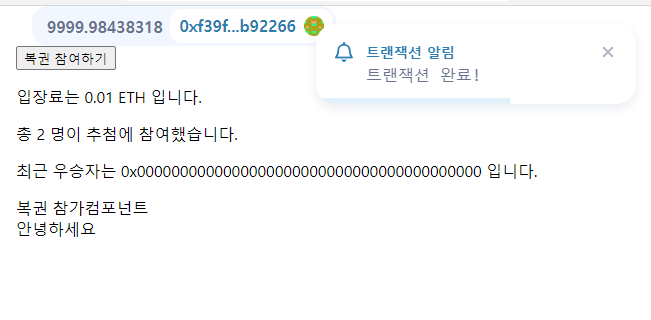 9999.98438318 0xf39f...b92266
복권 참여하기
트랜잭션 알림
트랜잭션 완료!
입장료는 0.01 ETH 입니다.
총 2 명이 추첨에 참여했습니다.
최근 우승자는 0x0000000000000000000000000000000000000000 입니다.
복권 참가컴포넌트
안녕하세요